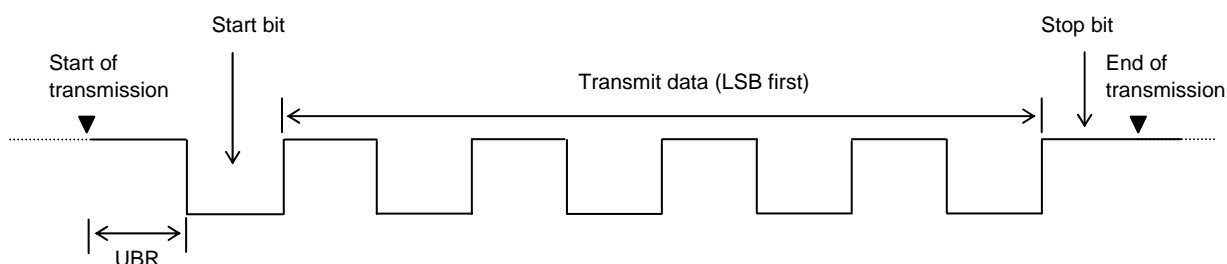 Start bit
Stop bit
Start of
transmission
Transmit data (LSB first)
End of
transmission
UBR